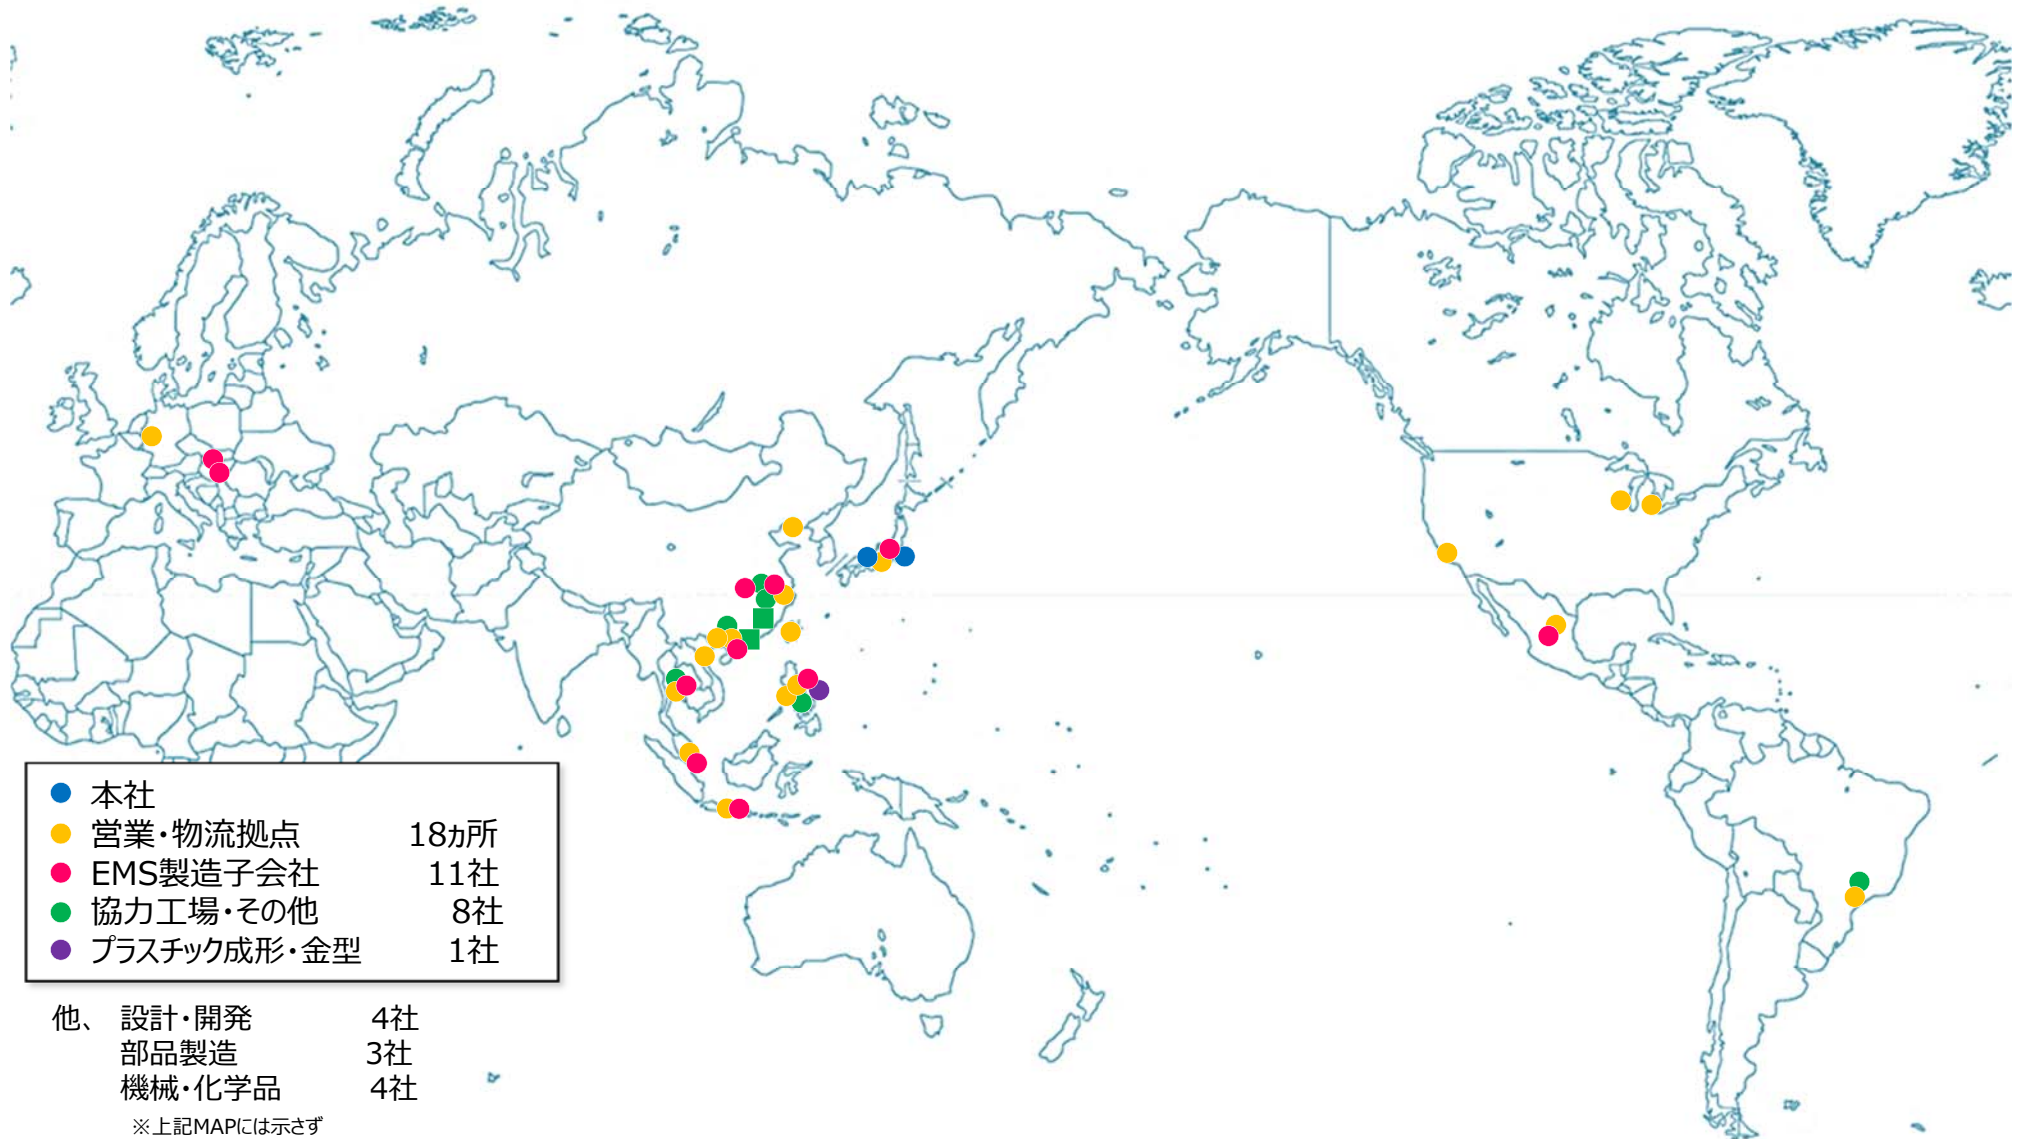 本社
営業・物流拠点 18ヵ所
EMS製造子会社 11社
協力工場・その他 8社
プラスチック成形・金型 1社
他、 設計・開発 4社
部品製造 3社
機械・化学品 4社
※上記MAPには示さず